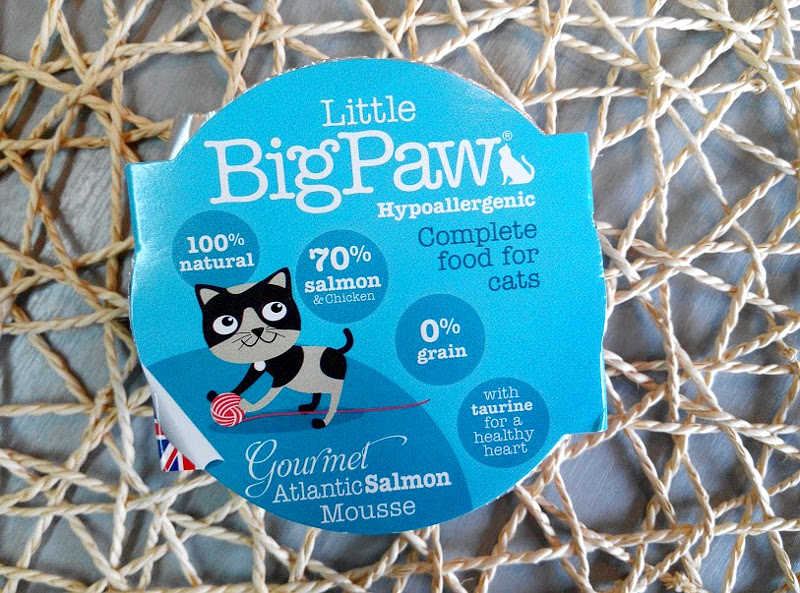 Little
BigPaw®
Hypoallergenic
Complete
food for
cats
100%
natural
70%
salmon
& Chicken
0%
grain
with
taurine
for a
healthy
heart
Gourmet
Atlantic Salmon
Mousse